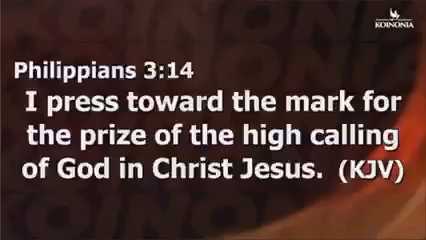 KOINONIA
Philippians 3:14
I press toward the mark for
the prize of the high calling
of God in Christ Jesus. (KJV)